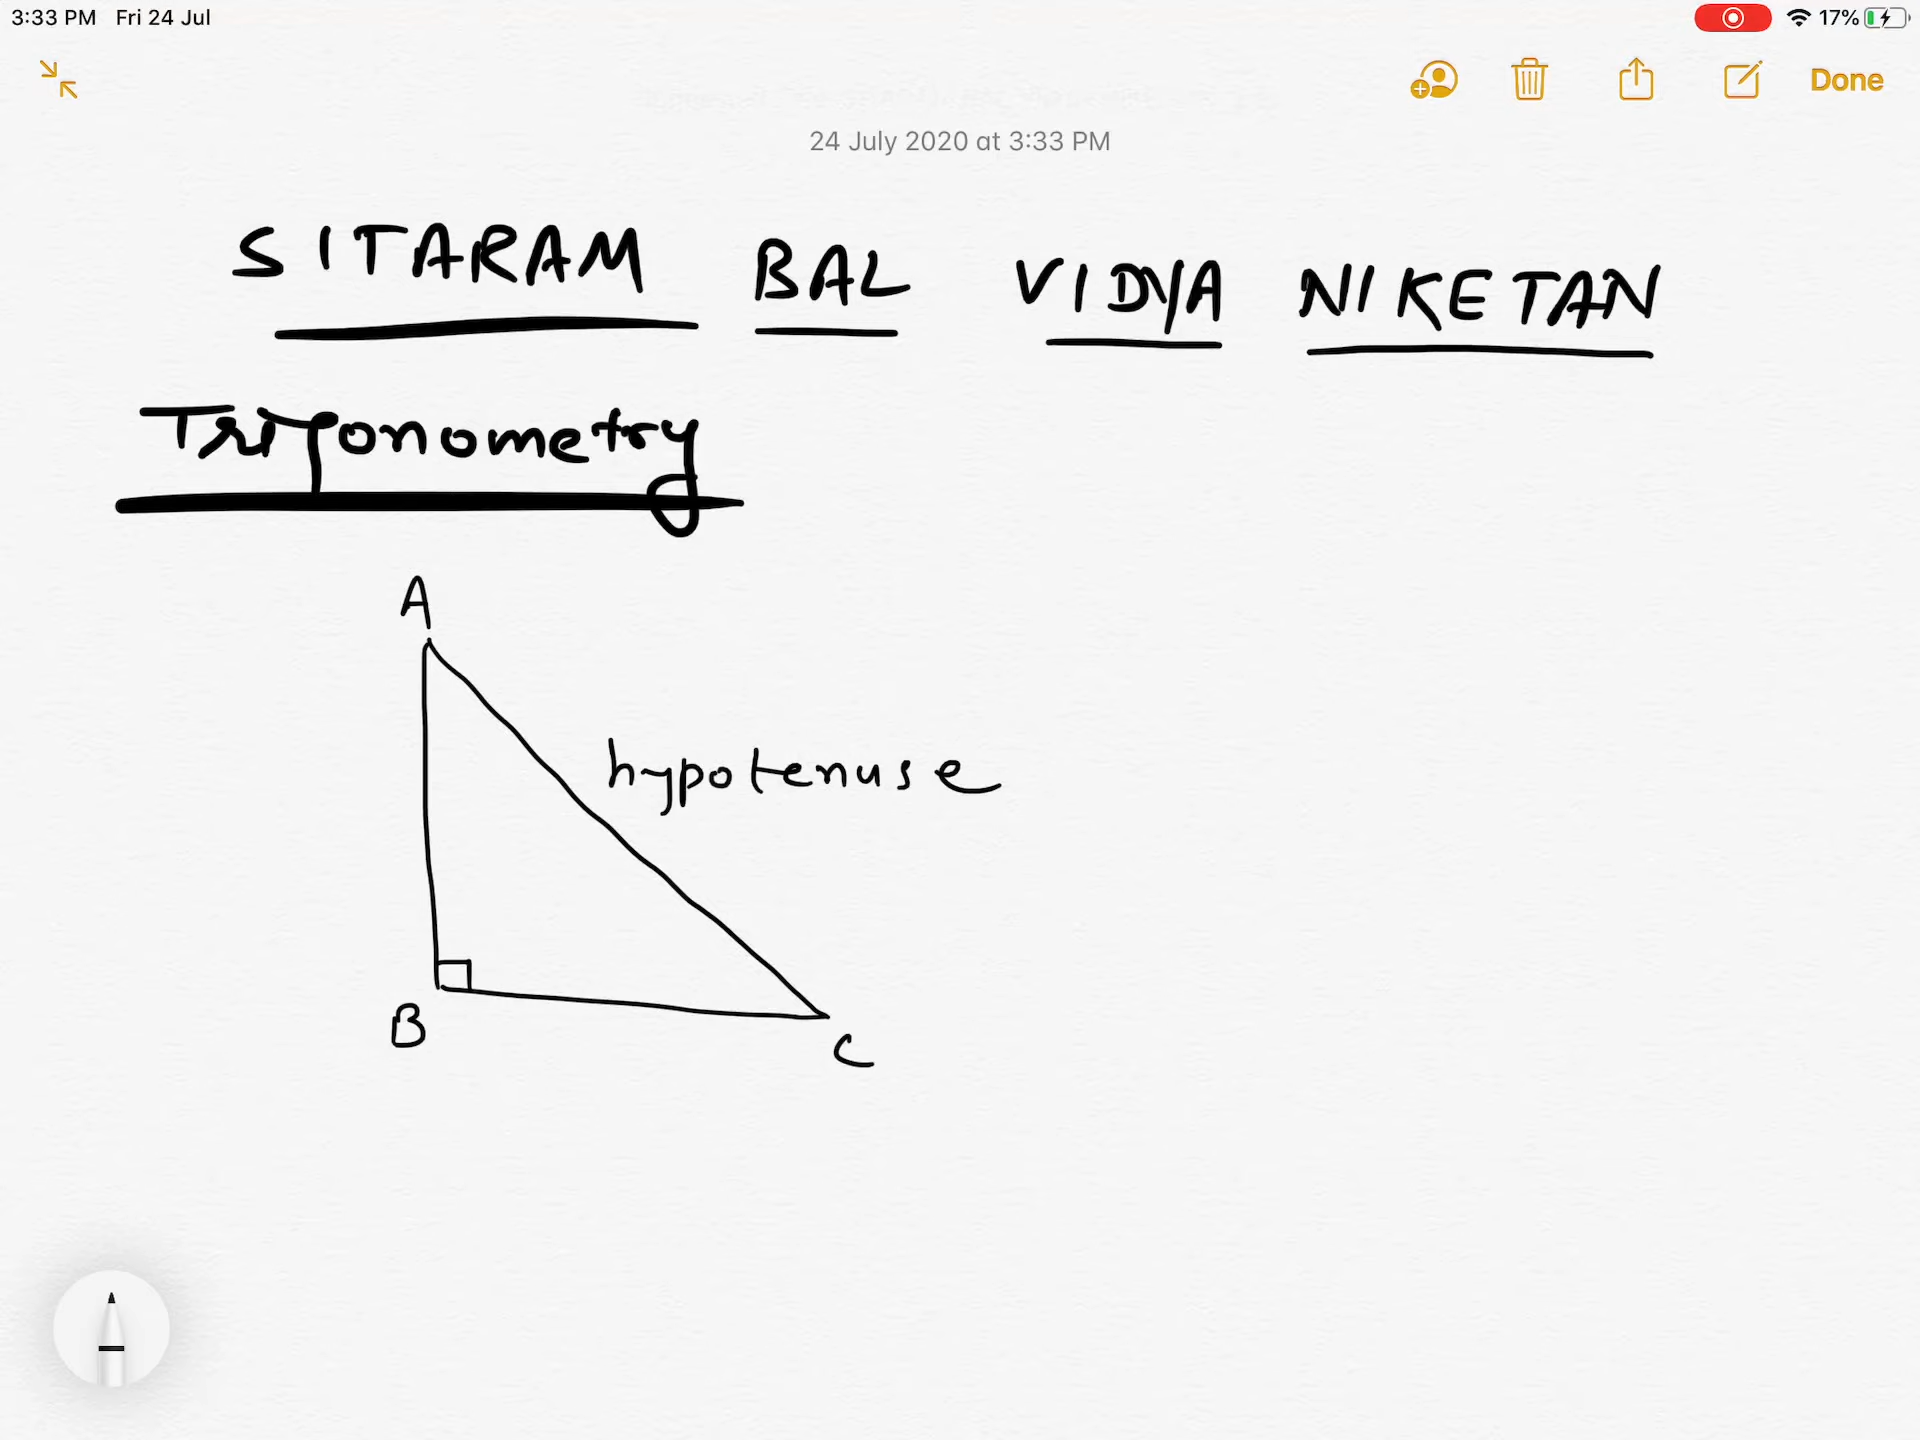 3:33 PM Fri 24 Jul 17%
Done
24 July 2020 at 3:33 PM
SITARAM BAL VIDYA NIKETAN
Trigonometry
A
hypotenuse
B
C